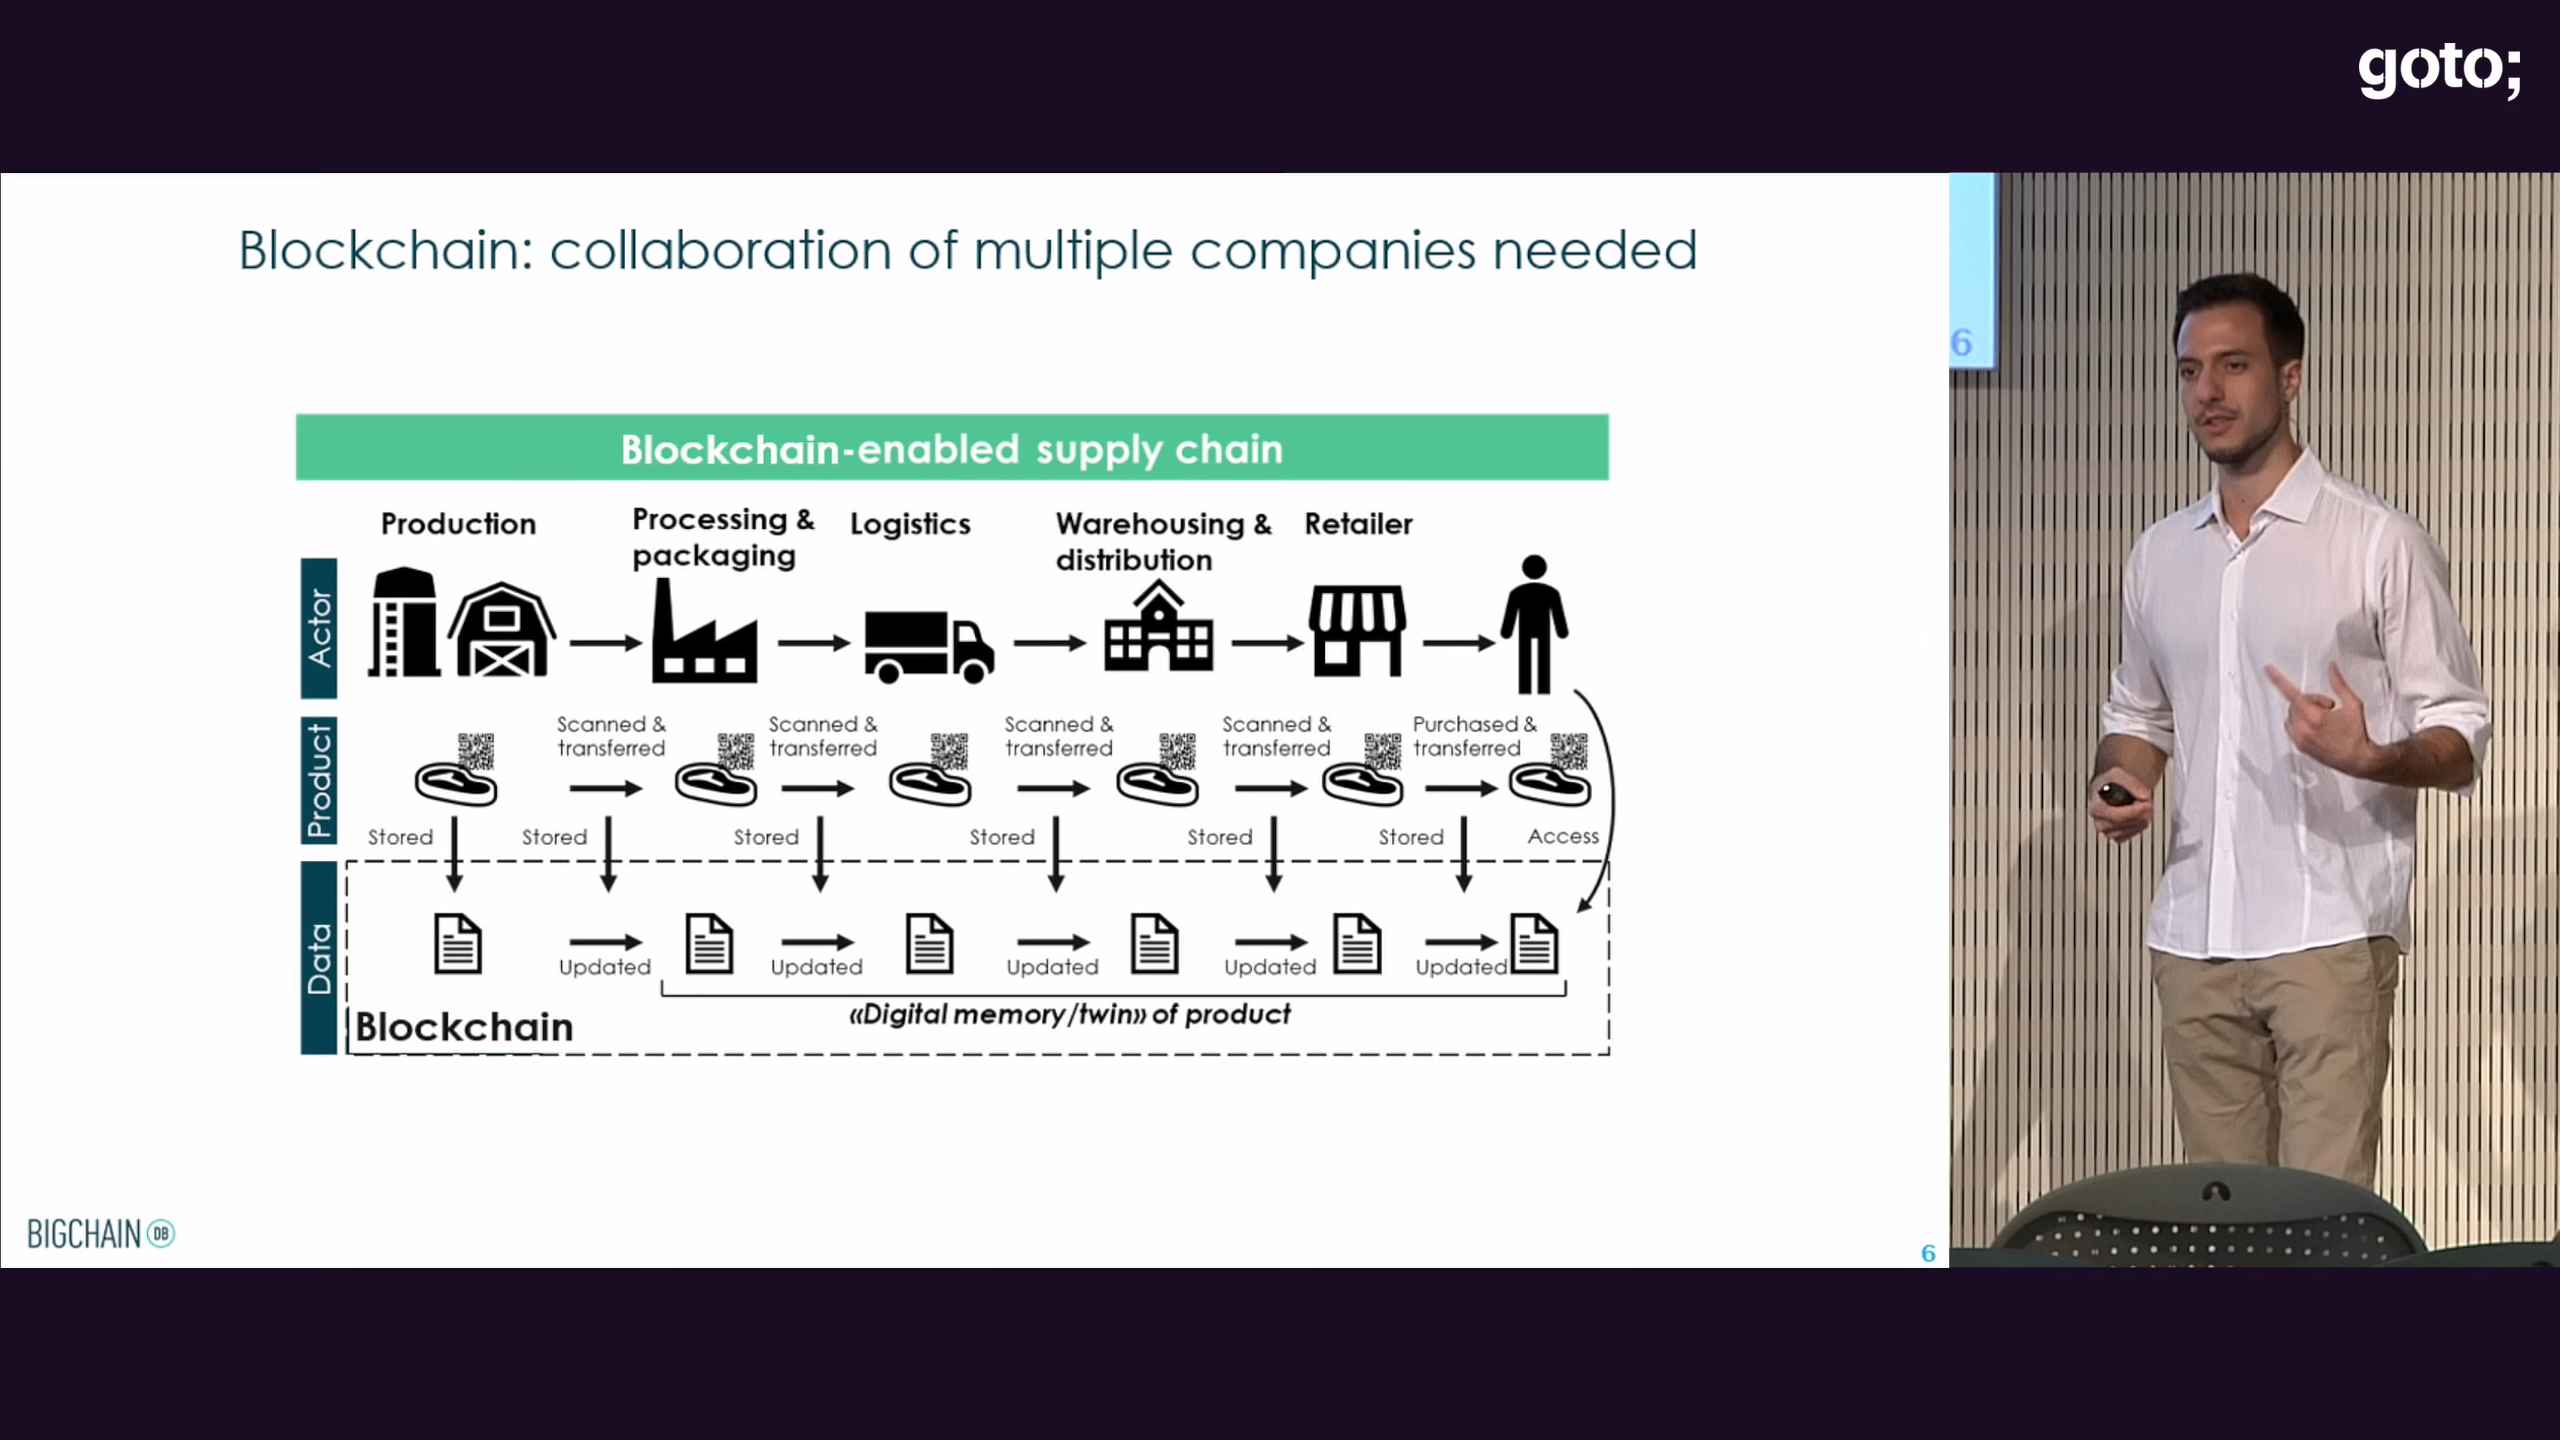 goto;
Blockchain: collaboration of multiple companies needed
6
Blockchain-enabled supply chain
Production
Processing &
packaging
Logistics
Warehousing &
distribution
Retailer
Actor
Product
Scanned &
transferred
Scanned &
transferred
Scanned &
transferred
Scanned &
transferred
Purchased &
transferred
Stored
Stored
Stored
Stored
Stored
Stored
Access
Data
Updated
Updated
Updated
Updated
Updated
«Digital memory/twin» of product
Blockchain
BIGCHAIN DB
6